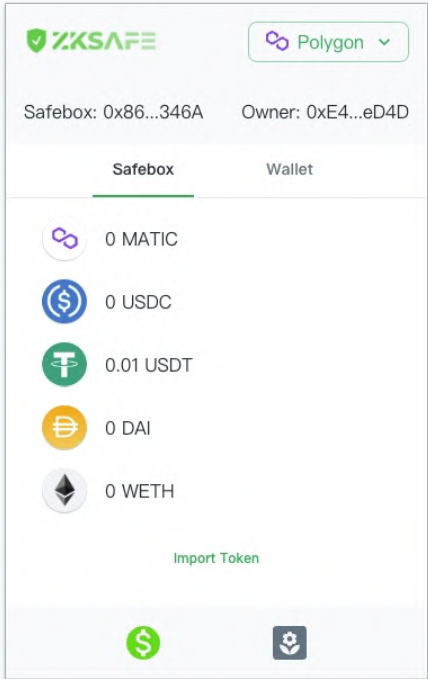 ZKSAFE
Polygon
Safebox: 0x86...346A Owner: 0xE4...eD4D
Safebox Wallet
0 MATIC
0 USDC
0.01 USDT
0 DAI
0 WETH
Import Token